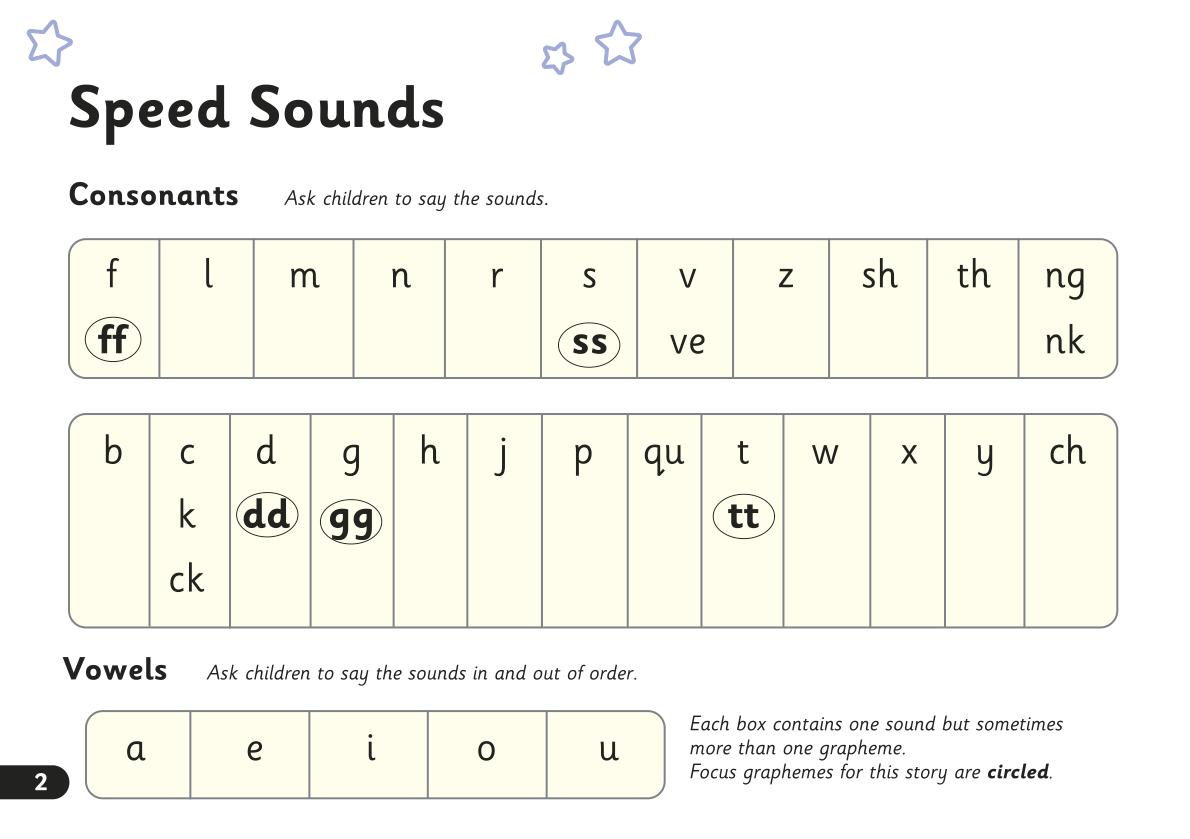 Speed Sounds
Consonants Ask children to say the sounds.
f l m n r s v z sh th ng
ff ss ve nk
b c d g h j p qu t w x y ch
k dd gg tt
ck
Vowels Ask children to say the sounds in and out of order.
a e i o u
Each box contains one sound but sometimes
more than one grapheme.
Focus graphemes for this story are circled.
2